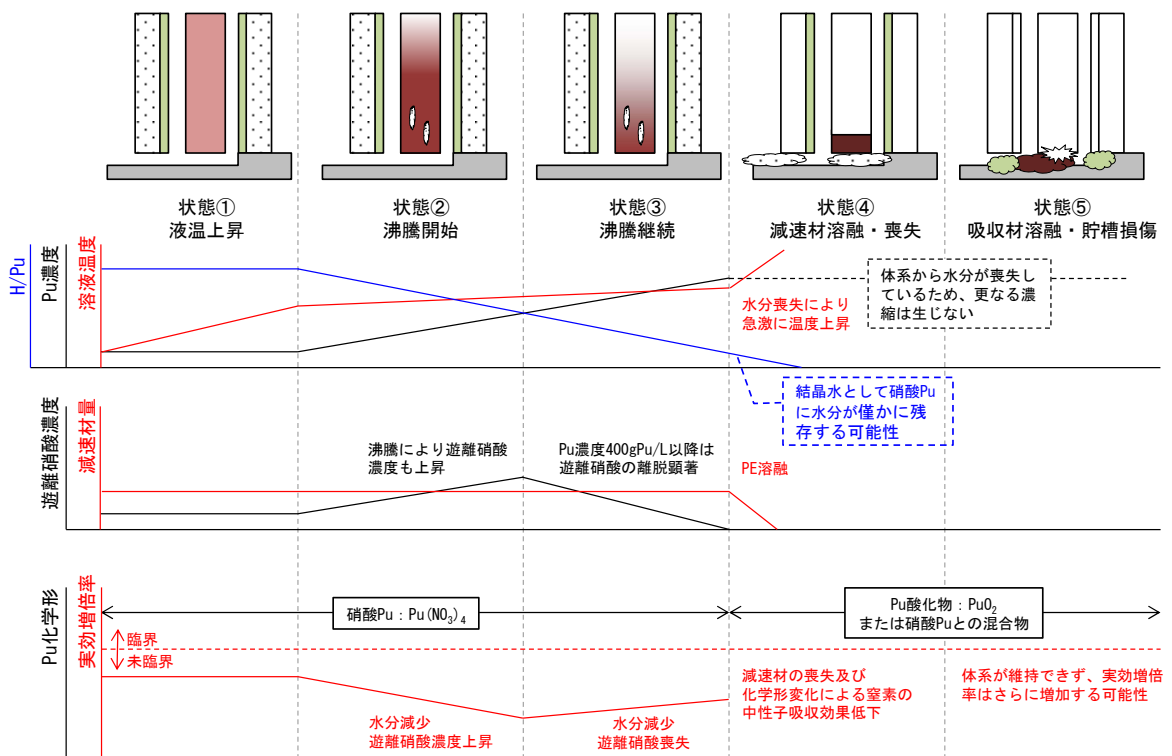 状態①
液温上昇
状態②
沸騰開始
状態③
沸騰継続
状態④
減速材溶融・喪失
状態⑤
吸収材溶融・貯槽損傷
H/Pu
Pu濃度
溶液温度
水分喪失により
急激に温度上昇
体系から水分が喪失し
ているため、更なる濃
縮は生じない
結晶水として硝酸Pu
に水分が僅かに残
存する可能性
遊離硝酸濃度
減速材量
沸騰により遊離硝酸
濃度も上昇
Pu濃度400gPu/L以降は
遊離硝酸の離脱顕著
PE溶融
Pu化学形
実効増倍率
硝酸Pu：Pu(NO₃)₄
Pu酸化物：PuO₂
または硝酸Puとの混合物
臨界
未臨界
水分減少
遊離硝酸濃度上昇
水分減少
遊離硝酸喪失
減速材の喪失及び
化学形変化による窒素の
中性子吸収効果低下
体系が維持できず、実効増倍
率はさらに増加する可能性